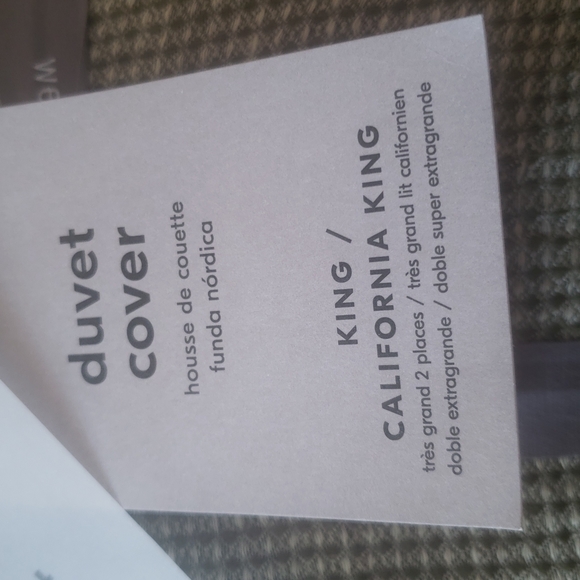 duvet
cover
housse de couette
funda nórdica
KING /
CALIFORNIA KING
très grand 2 places / très grand lit californien
doble extragrande / doble super extragrande